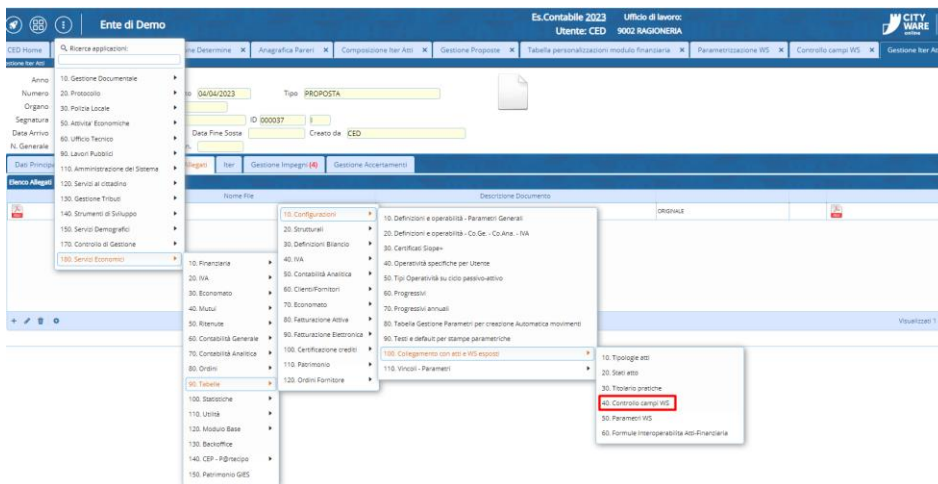 Ente di Demo
Es.Contabile 2023 Ufficio di lavoro:
Utente: CED 9002 RAGIONERIA
CITY WARE online
CED Home
ne Determine × Anagrafica Pareri × Composizione Iter Atti × Gestione Proposte × Tabella personalizzazioni modulo finanziaria × Parametrizzazione WS × Controllo campi WS × Gestione Iter At
estione Iter Atti
Ricerca applicazioni:
10. Gestione Documentale
20. Protocollo
30. Polizia Locale
50. Attivita' Economiche
60. Ufficio Tecnico
90. Lavori Pubblici
110. Amministrazione del Sistema
120. Servizi al cittadino
130. Gestione Tributi
140. Strumenti di Sviluppo
150. Servizi Demografici
170. Controllo di Gestione
180. Servizi Economici
Anno
Numero 04/04/2023 Tipo PROPOSTA
Organo
Segnatura ID 000037
Data Arrivo Data Fine Sosta Creato da CED
N. Generale n.
Dati Principa Allegati Iter Gestione Impegni (4) Gestione Accertamenti
Elenco Allegati
Nome File Descrizione Documento
ORIGINALE
Visualizzati 1
10. Finanziaria
20. IVA
30. Economato
40. Mutui
50. Ritenute
60. Contabilità Generale
70. Contabilità Analitica
80. Ordini
90. Tabelle
100. Statistiche
110. Utilità
120. Modulo Base
130. Backoffice
140. CEP - P@rtecipo
150. Patrimonio GIES
10. Configurazioni
20. Strutturali
30. Definizioni Bilancio
40. IVA
50. Contabilità Analitica
60. Clienti/Fornitori
70. Economato
80. Fatturazione Attiva
90. Fatturazione Elettronica
100. Certificazione crediti
110. Patrimonio
120. Ordini Fornitore
10. Definizioni e operabilità - Parametri Generali
20. Definizioni e operabilità - Co.Ge. - Co.Ana. - IVA
30. Certificati Siope+
40. Operatività specifiche per Utente
50. Tipi Operatività su ciclo passivo-attivo
60. Progressivi
70. Progressivi annuali
80. Tabella Gestione Parametri per creazione Automatica movimenti
90. Testi e default per stampe parametriche
100. Collegamento con atti e WS esposti
110. Vincoli - Parametri
10. Tipologie atti
20. Stati atto
30. Titolario pratiche
40. Controllo campi WS
50. Parametri WS
60. Formule Interoperabilita Atti-Finanziaria